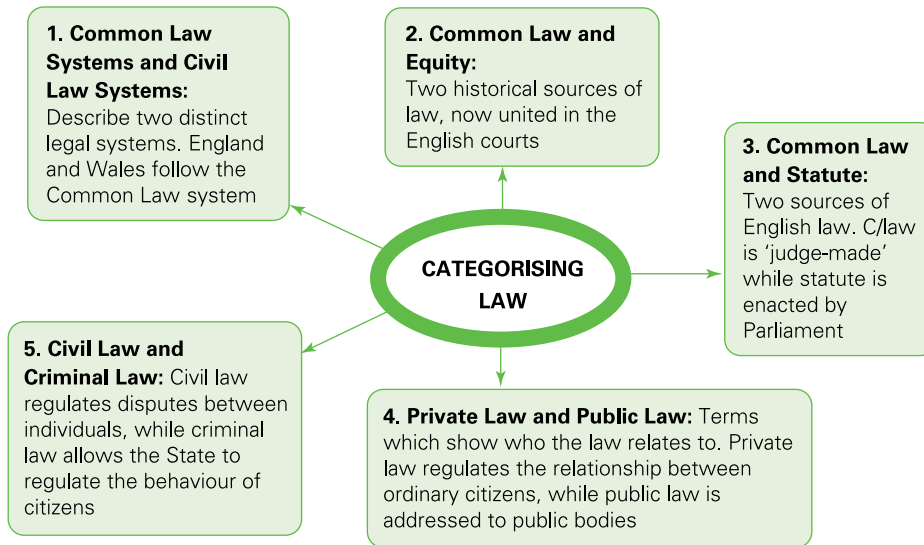 1. Common Law
Systems and Civil
Law Systems:
Describe two distinct
legal systems. England
and Wales follow the
Common Law system
2. Common Law and
Equity:
Two historical sources of
law, now united in the
English courts
3. Common Law
and Statute:
Two sources of
English law. C/law
is ‘judge-made’
while statute is
enacted by
Parliament
CATEGORISING
LAW
5. Civil Law and
Criminal Law: Civil law
regulates disputes between
individuals, while criminal
law allows the State to
regulate the behaviour of
citizens
4. Private Law and Public Law: Terms
which show who the law relates to. Private
law regulates the relationship between
ordinary citizens, while public law is
addressed to public bodies